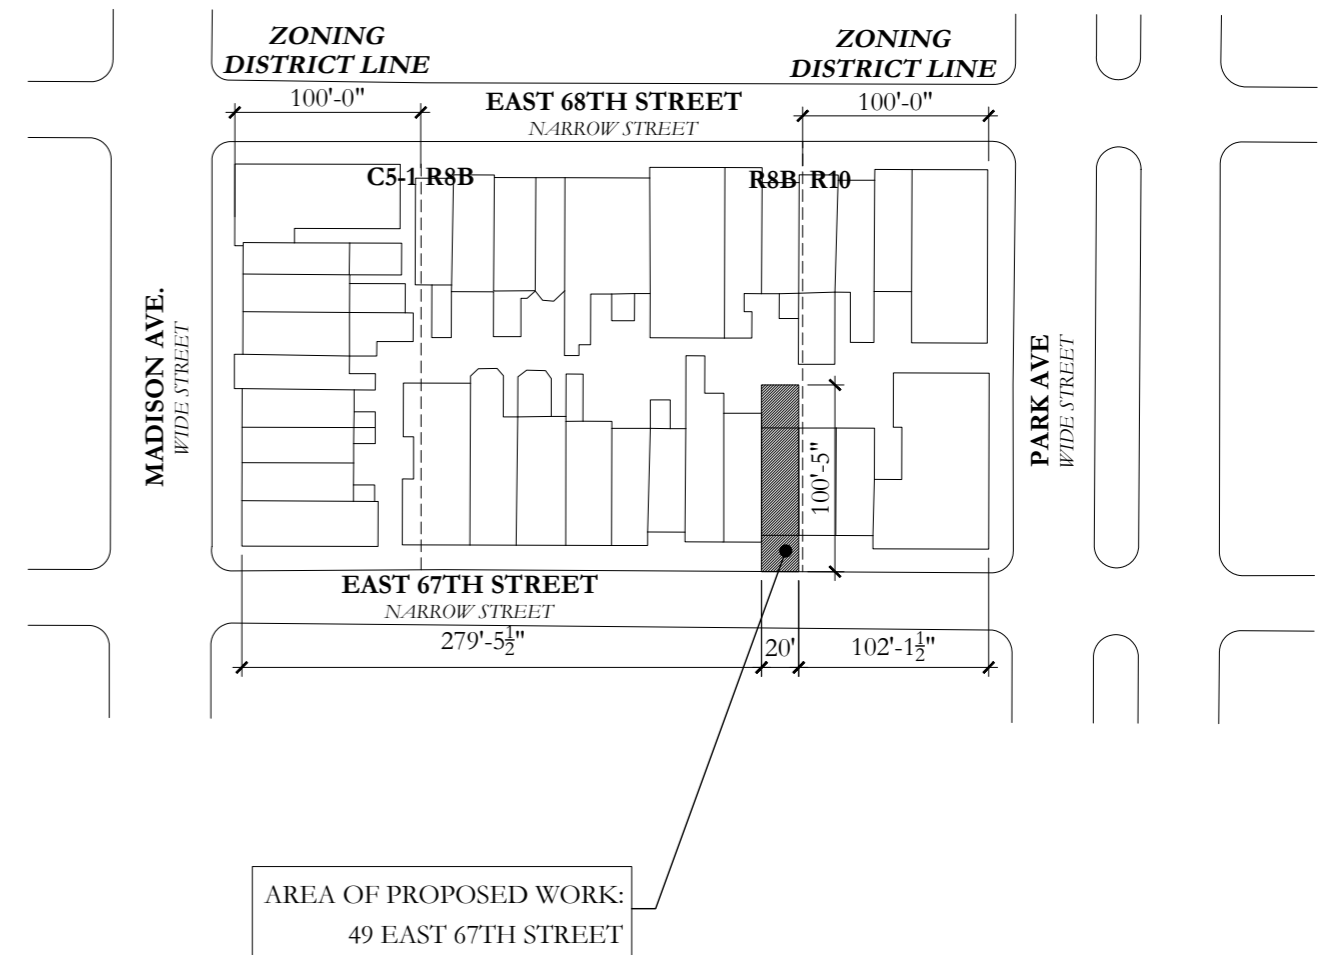 ZONING
DISTRICT LINE
ZONING
DISTRICT LINE
100'-0"
EAST 68TH STREET
100'-0"
NARROW STREET
C5-1 R8B
R8B R10
MADISON AVE.
WIDE STREET
PARK AVE
WIDE STREET
100'-5"
EAST 67TH STREET
NARROW STREET
279'-5½"
20'
102'-1½"
AREA OF PROPOSED WORK:
49 EAST 67TH STREET